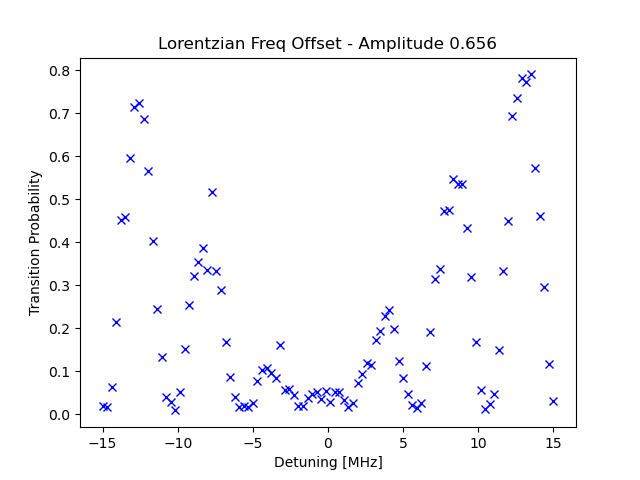 Lorentzian Freq Offset - Amplitude 0.656
Transition Probability
0.8
0.7
0.6
0.5
0.4
0.3
0.2
0.1
0.0
−15 −10 −5 0 5 10 15
Detuning [MHz]